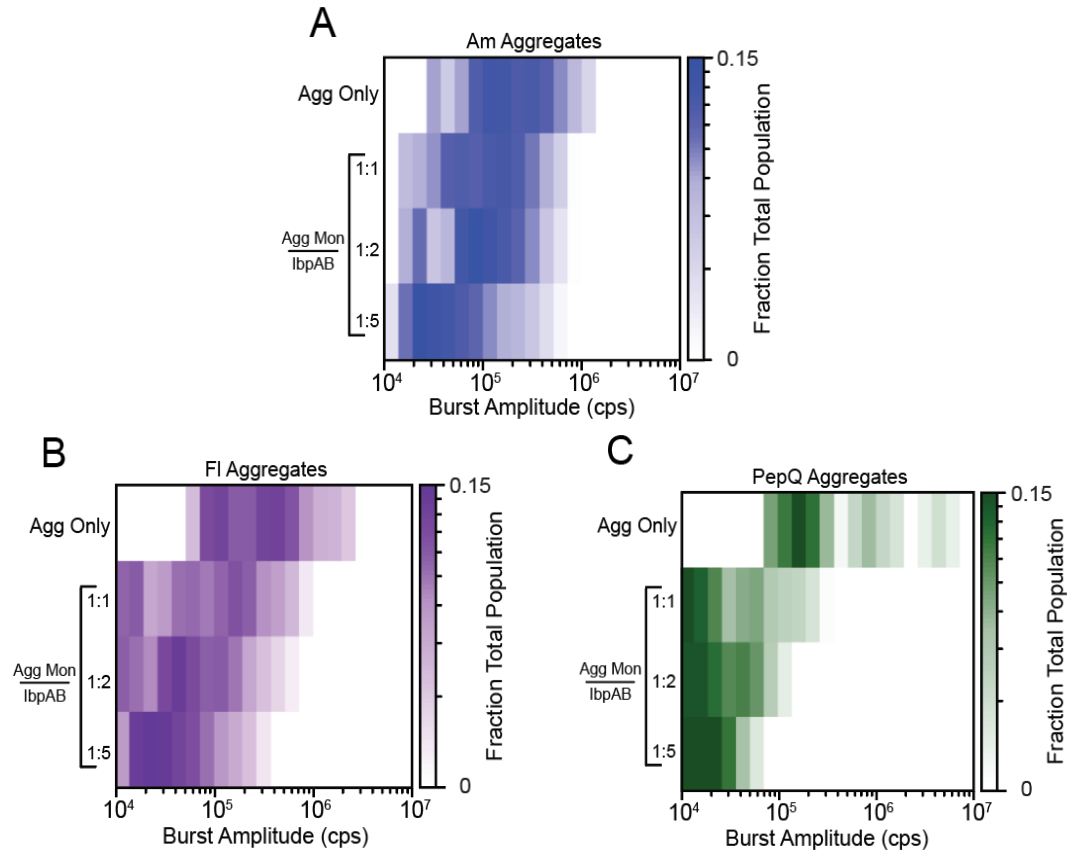 A
Am Aggregates
Agg Only
1:1
1:2
1:5
Agg Mon
IbpAB
0.15
0
Fraction Total Population
10⁴ 10⁵ 10⁶ 10⁷
Burst Amplitude (cps)
B
Fl Aggregates
Agg Only
1:1
1:2
1:5
Agg Mon
IbpAB
0.15
0
Fraction Total Population
10⁴ 10⁵ 10⁶ 10⁷
Burst Amplitude (cps)
C
PepQ Aggregates
Agg Only
1:1
1:2
1:5
Agg Mon
IbpAB
0.15
0
Fraction Total Population
10⁴ 10⁵ 10⁶ 10⁷
Burst Amplitude (cps)